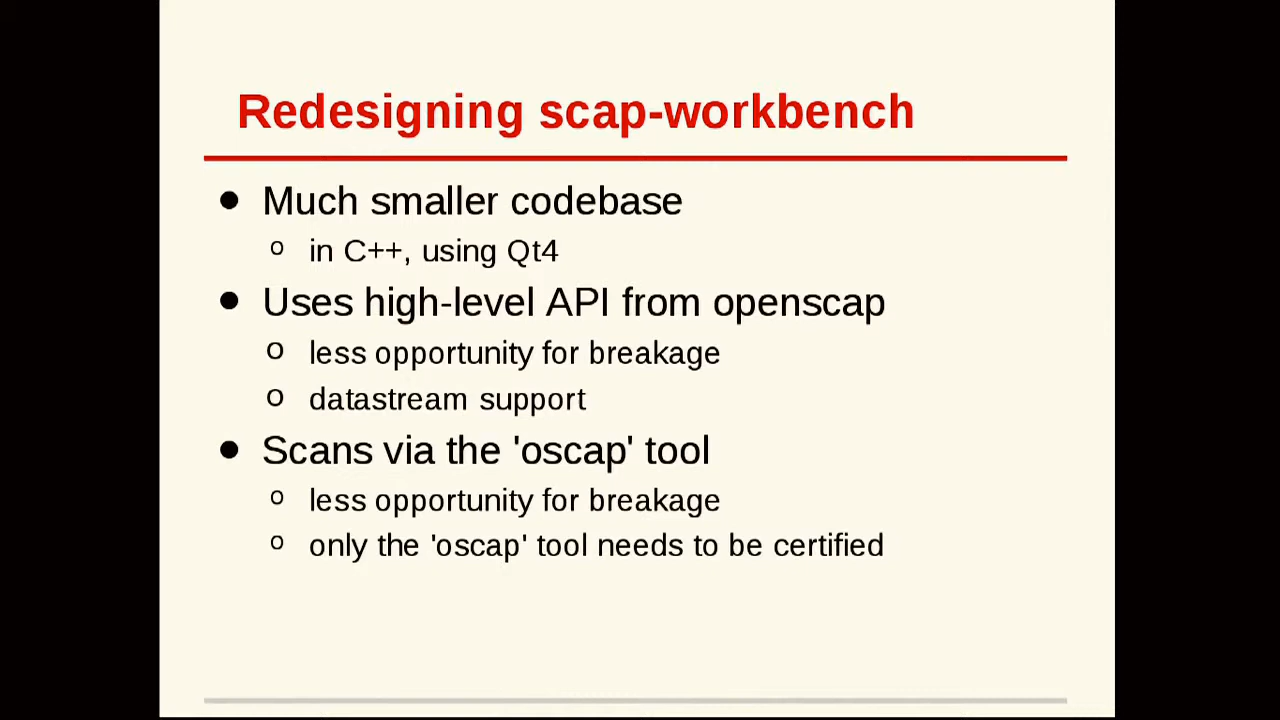 Redesigning scap-workbench
● Much smaller codebase
o in C++, using Qt4
● Uses high-level API from openscap
o less opportunity for breakage
o datastream support
● Scans via the 'oscap' tool
o less opportunity for breakage
o only the 'oscap' tool needs to be certified